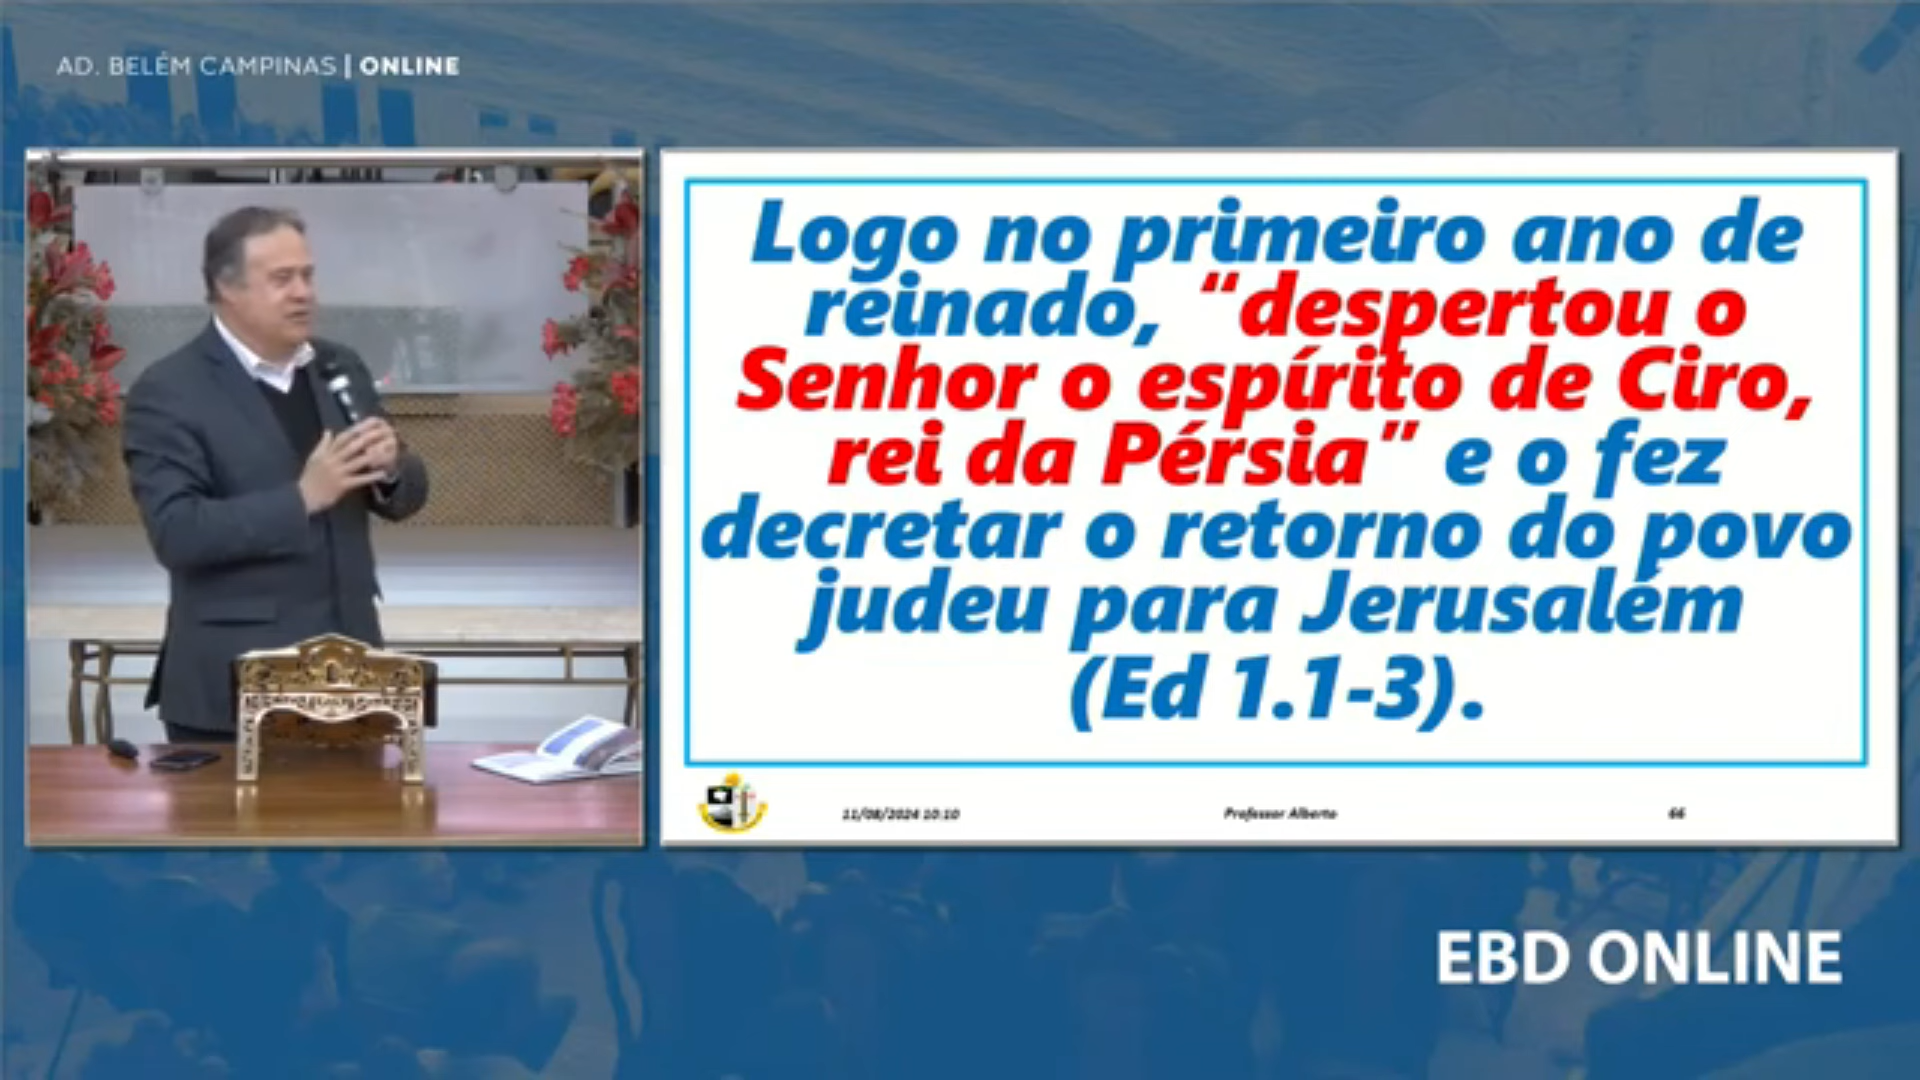 AD. BELÉM CAMPINAS | ONLINE
Logo no primeiro ano de
reinado, “despertou o
Senhor o espírito de Ciro,
rei da Pérsia” e o fez
decretar o retorno do povo
judeu para Jerusalém
(Ed 1.1-3).
11/08/2024 10:10
Professor Alberto
66
EBD ONLINE